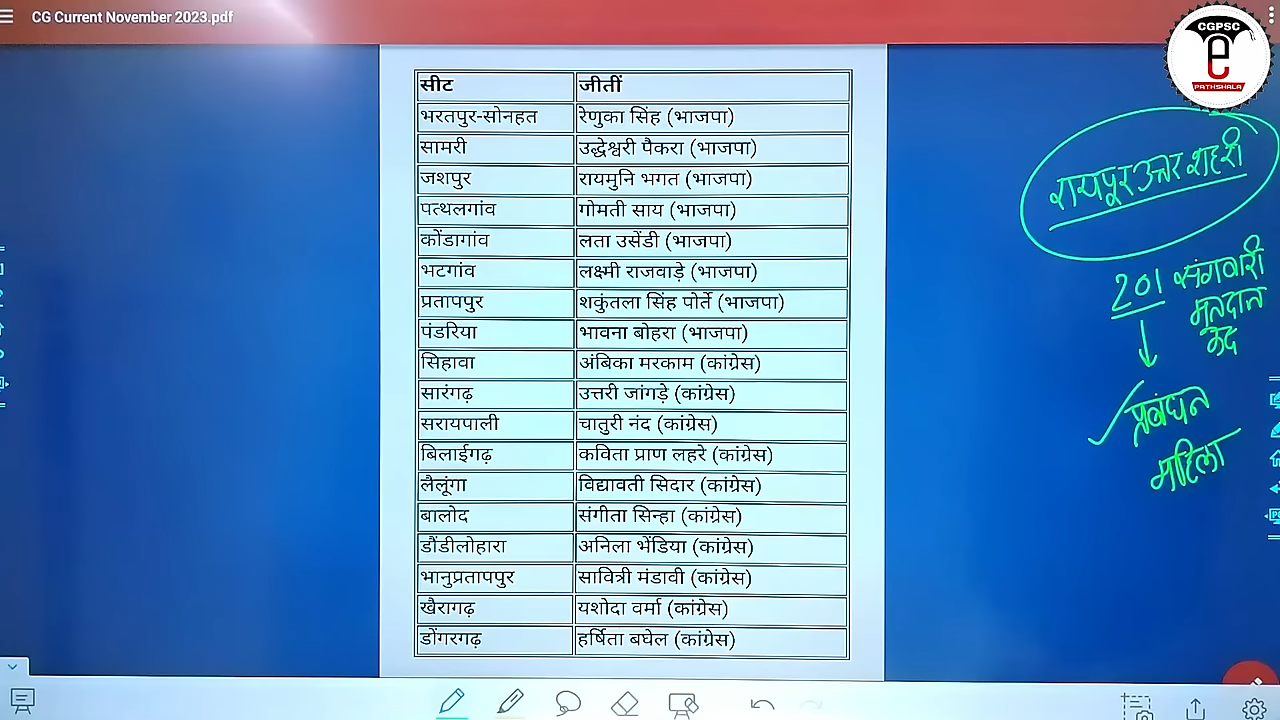 CG Current November 2023.pdf
CGPSC
e
PATHSHALA
सीट जीतीं
भरतपुर-सोनहत रेणुका सिंह (भाजपा)
सामरी उद्धेश्वरी पैकरा (भाजपा)
जशपुर रायमुनि भगत (भाजपा)
पत्थलगांव गोमती साय (भाजपा)
कोंडागांव लता उसेंडी (भाजपा)
भटगांव लक्ष्मी राजवाड़े (भाजपा)
प्रतापपुर शकुंतला सिंह पोर्ते (भाजपा)
पंडरिया भावना बोहरा (भाजपा)
सिहावा अंबिका मरकाम (कांग्रेस)
सारंगढ़ उत्तरी जांगड़े (कांग्रेस)
सरायपाली चातुरी नंद (कांग्रेस)
बिलाईगढ़ कविता प्राण लहरे (कांग्रेस)
लैलूंगा विद्यावती सिदार (कांग्रेस)
बालोद संगीता सिन्हा (कांग्रेस)
डौंडीलोहारा अनिला भेंडिया (कांग्रेस)
भानुप्रतापपुर सावित्री मंडावी (कांग्रेस)
खैरागढ़ यशोदा वर्मा (कांग्रेस)
डोंगरगढ़ हर्षिता बघेल (कांग्रेस)
रायपुर उत्तर शहरी
201 संगवारी
मतदान
प्रबंधन
महिला